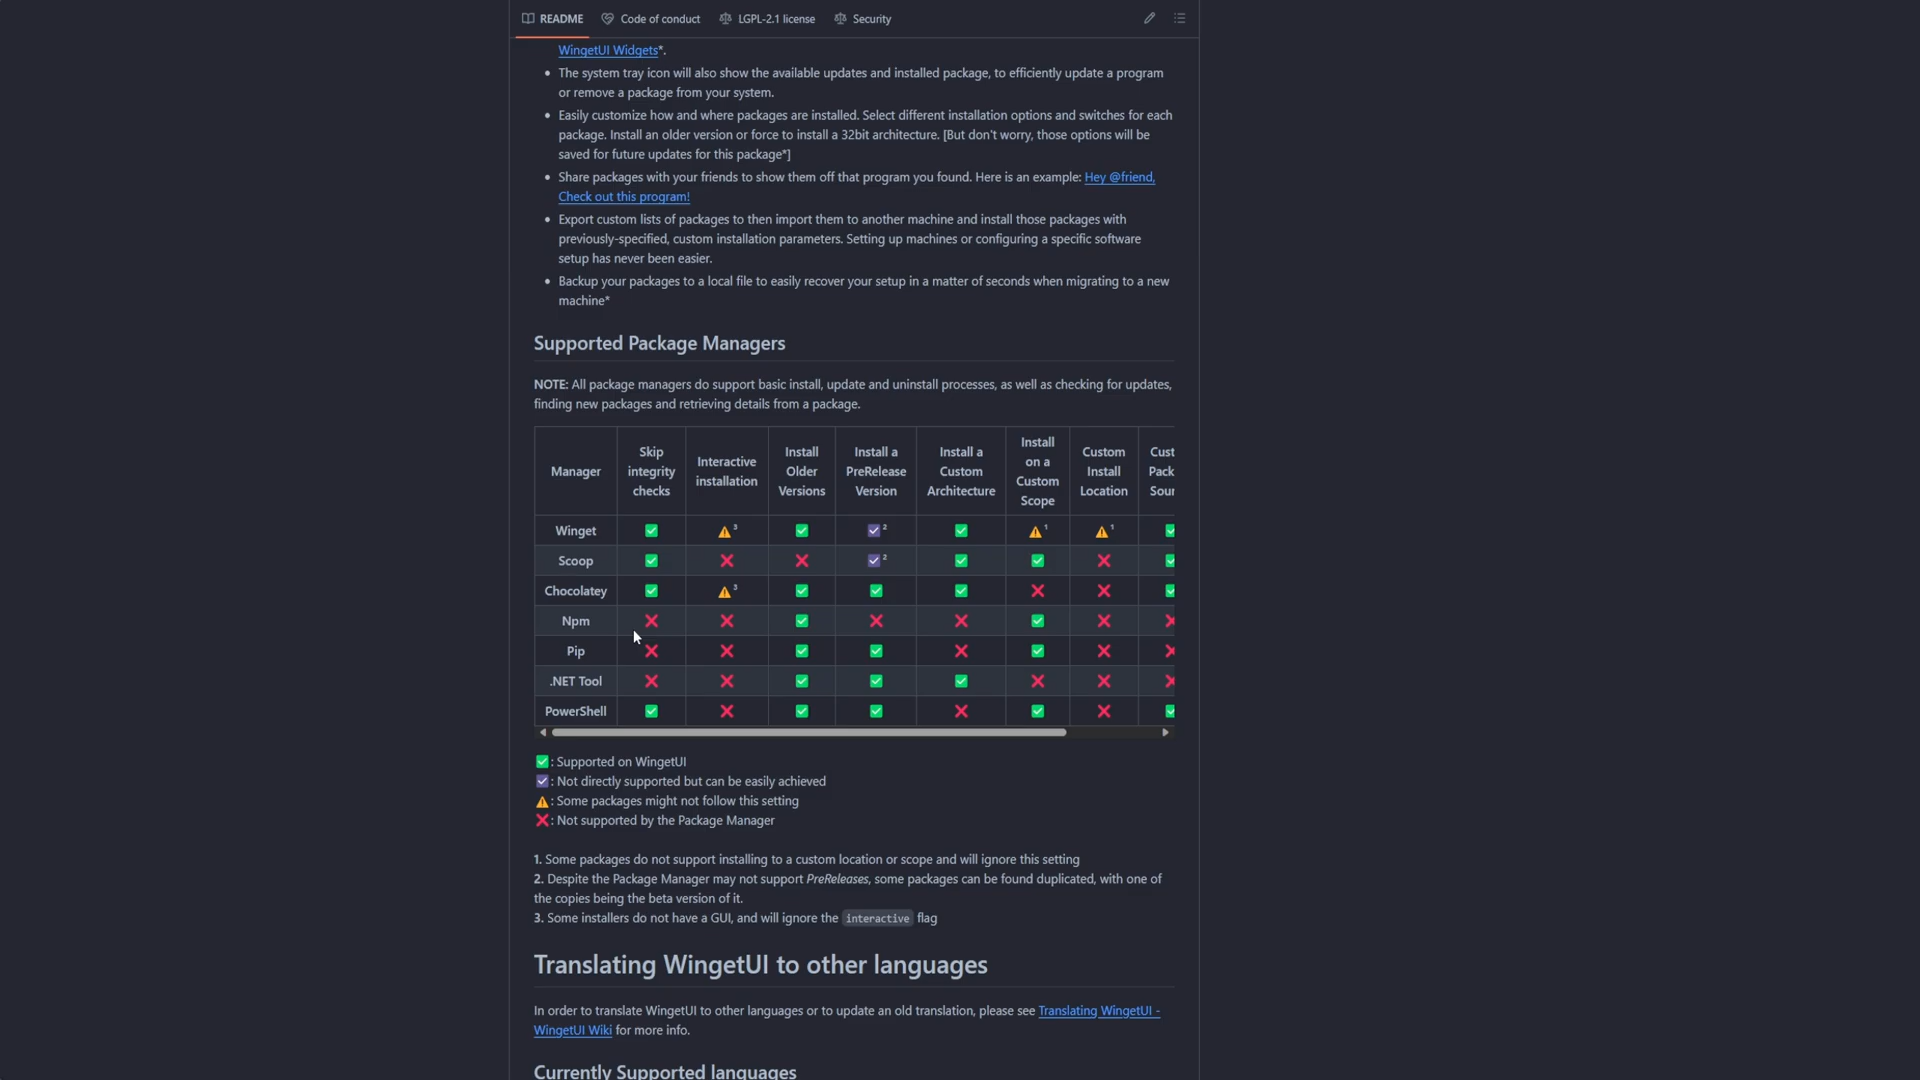 README Code of conduct LGPL-2.1 license Security
WingetUI Widgets*.
The system tray icon will also show the available updates and installed package, to efficiently update a program
or remove a package from your system.
Easily customize how and where packages are installed. Select different installation options and switches for each
package. Install an older version or force to install a 32bit architecture. [But don't worry, those options will be
saved for future updates for this package*]
Share packages with your friends to show them off that program you found. Here is an example: Hey @friend,
Check out this program!
Export custom lists of packages to then import them to another machine and install those packages with
previously-specified, custom installation parameters. Setting up machines or configuring a specific software
setup has never been easier.
Backup your packages to a local file to easily recover your setup in a matter of seconds when migrating to a new
machine*
Supported Package Managers
NOTE: All package managers do support basic install, update and uninstall processes, as well as checking for updates,
finding new packages and retrieving details from a package.
Manager
Skip
integrity
checks
Interactive
installation
Install
Older
Versions
Install a
PreRelease
Version
Install a
Custom
Architecture
Install
on a
Custom
Scope
Custom
Install
Location
Cust
Pack
Sour
Winget ✅ ⚠️3 ✅ ☑️2 ✅ ⚠️1 ⚠️1 ✅
Scoop ✅ ❌ ❌ ☑️2 ✅ ✅ ❌ ✅
Chocolatey ✅ ⚠️3 ✅ ✅ ✅ ❌ ❌ ✅
Npm ❌ ❌ ✅ ❌ ❌ ✅ ❌ ❌
Pip ❌ ❌ ✅ ✅ ❌ ✅ ❌ ❌
.NET Tool ❌ ❌ ✅ ✅ ✅ ❌ ❌ ❌
PowerShell ✅ ❌ ✅ ✅ ❌ ✅ ❌ ✅
✅: Supported on WingetUI
☑️: Not directly supported but can be easily achieved
⚠️: Some packages might not follow this setting
❌: Not supported by the Package Manager
1. Some packages do not support installing to a custom location or scope and will ignore this setting
2. Despite the Package Manager may not support PreReleases, some packages can be found duplicated, with one of
the copies being the beta version of it.
3. Some installers do not have a GUI, and will ignore the interactive flag
Translating WingetUI to other languages
In order to translate WingetUI to other languages or to update an old translation, please see Translating WingetUI -
WingetUI Wiki for more info.
Currently Supported languages